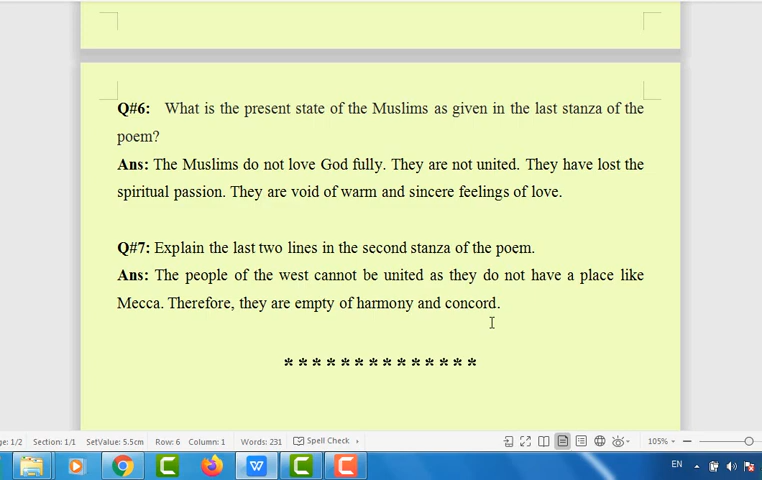 Q#6: What is the present state of the Muslims as given in the last stanza of the
poem?
Ans: The Muslims do not love God fully. They are not united. They have lost the
spiritual passion. They are void of warm and sincere feelings of love.
Q#7: Explain the last two lines in the second stanza of the poem.
Ans: The people of the west cannot be united as they do not have a place like
Mecca. Therefore, they are empty of harmony and concord.
* * * * * * * * * * * * * *
ge: 1/2 Section: 1/1 SetValue: 5.5cm Row: 6 Column: 1 Words: 231 Spell Check 105%
EN